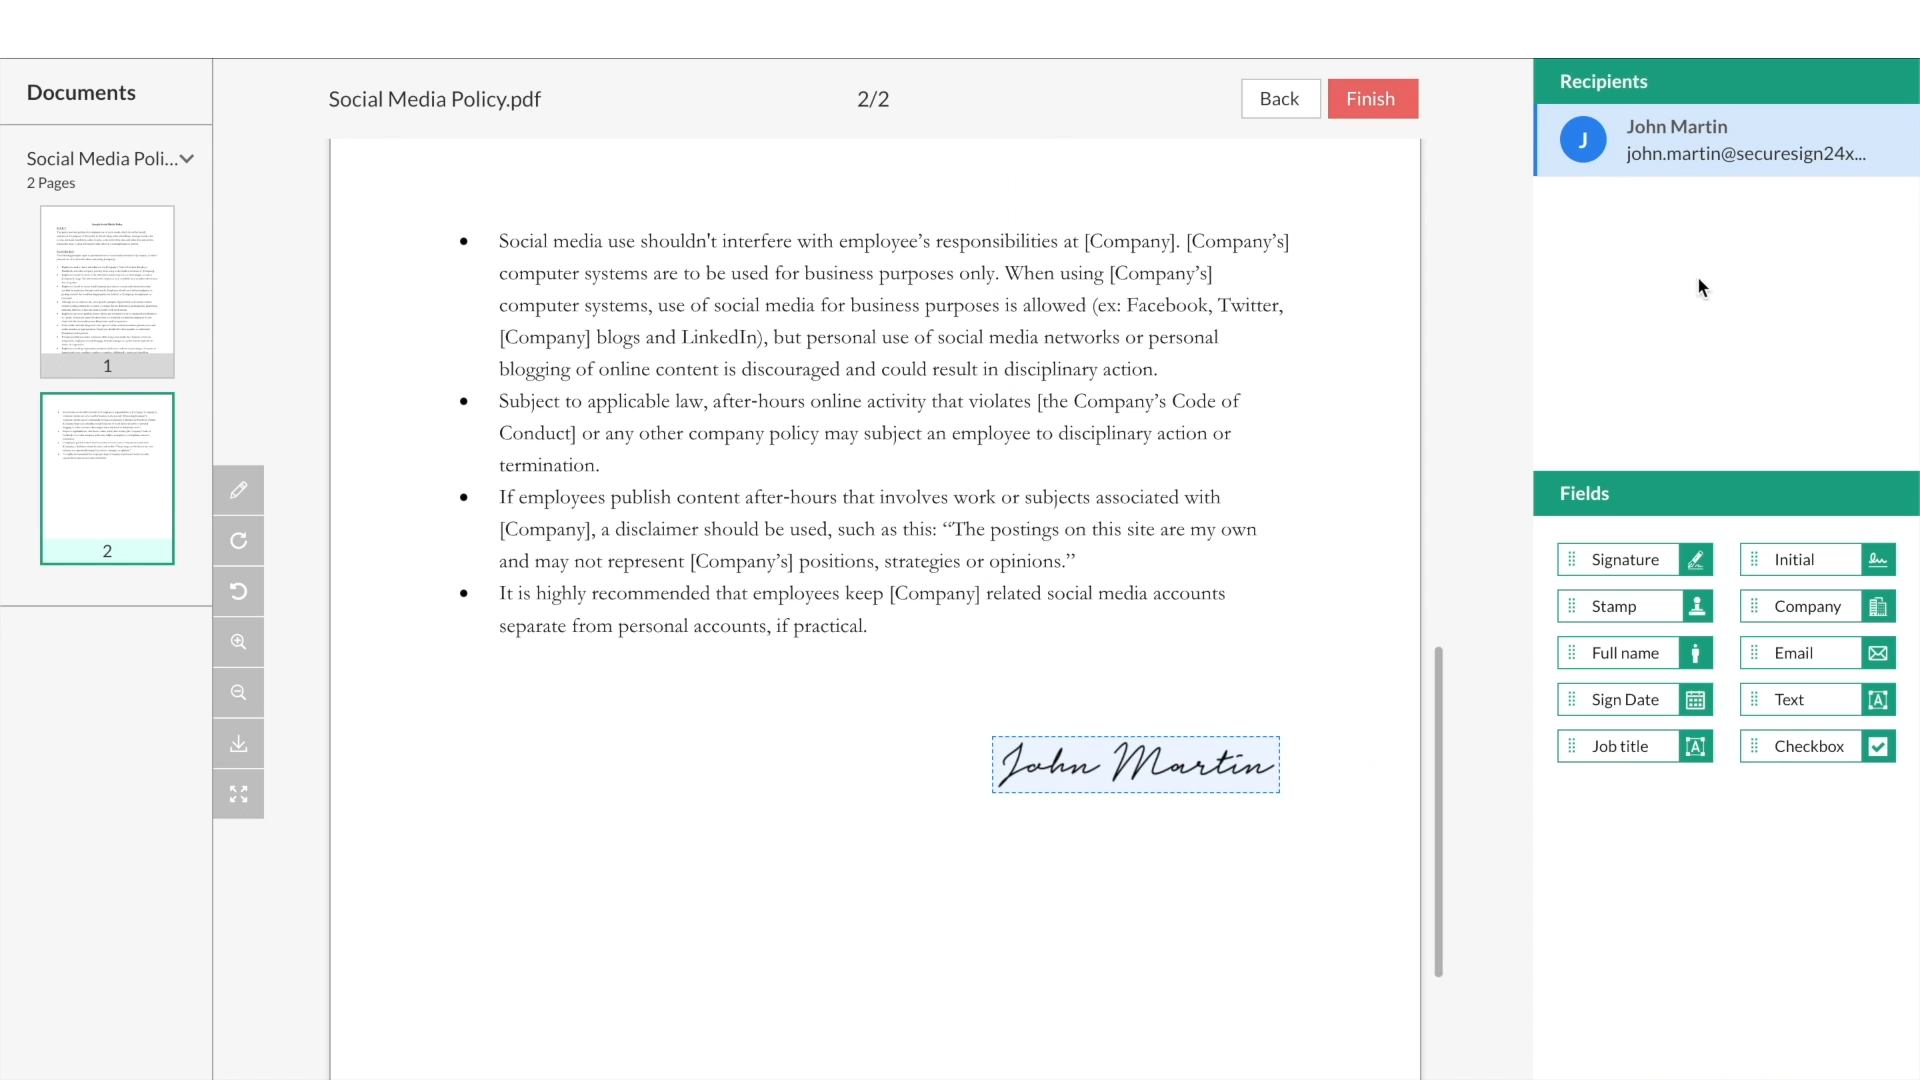 Documents
Social Media Poli...
2 Pages
1
2
Social Media Policy.pdf
2/2
Back
Finish
Social media use shouldn't interfere with employee’s responsibilities at [Company]. [Company’s]
computer systems are to be used for business purposes only. When using [Company’s]
computer systems, use of social media for business purposes is allowed (ex: Facebook, Twitter,
[Company] blogs and LinkedIn), but personal use of social media networks or personal
blogging of online content is discouraged and could result in disciplinary action.
Subject to applicable law, after-hours online activity that violates [the Company’s Code of
Conduct] or any other company policy may subject an employee to disciplinary action or
termination.
If employees publish content after-hours that involves work or subjects associated with
[Company], a disclaimer should be used, such as this: “The postings on this site are my own
and may not represent [Company’s] positions, strategies or opinions.”
It is highly recommended that employees keep [Company] related social media accounts
separate from personal accounts, if practical.
John Martin
Recipients
J
John Martin
john.martin@securesign24x...
Fields
Signature
Initial
Stamp
Company
Full name
Email
Sign Date
Text
Job title
Checkbox